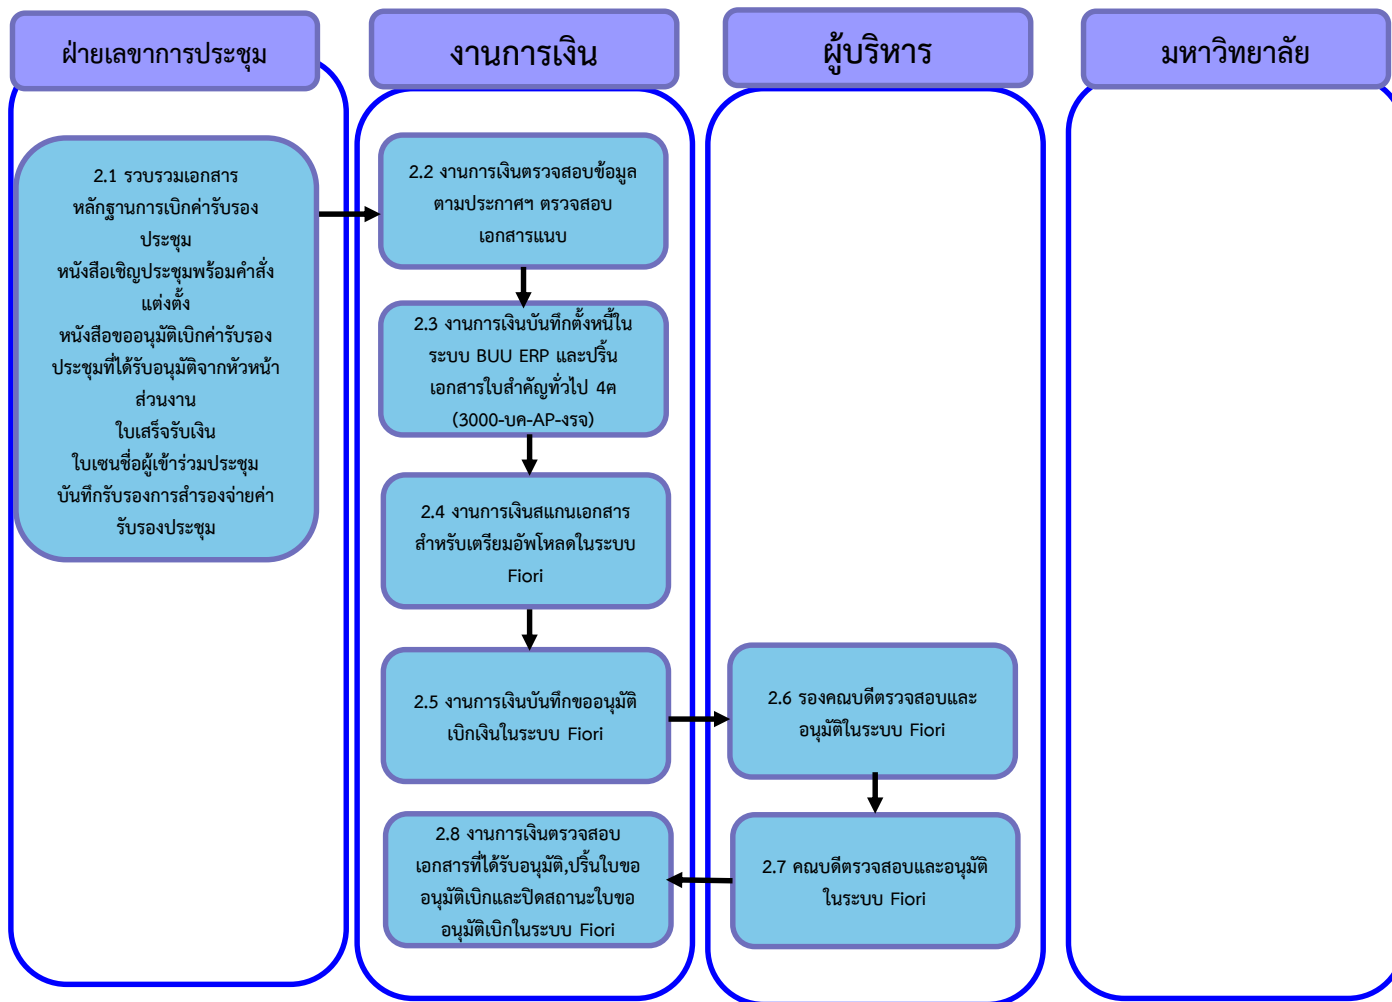 ฝ่ายเลขาการประชุม
งานการเงิน
ผู้บริหาร
มหาวิทยาลัย
2.1 รวบรวมเอกสาร
หลักฐานการเบิกค่ารับรอง
ประชุม
หนังสือเชิญประชุมพร้อมคำสั่ง
แต่งตั้ง
หนังสือขออนุมัติเบิกค่ารับรอง
ประชุมที่ได้รับอนุมัติจากหัวหน้า
ส่วนงาน
ใบเสร็จรับเงิน
ใบเซนชื่อผู้เข้าร่วมประชุม
บันทึกรับรองการสำรองจ่ายค่า
รับรองประชุม
2.2 งานการเงินตรวจสอบข้อมูล
ตามประกาศฯ ตรวจสอบ
เอกสารแนบ
2.3 งานการเงินบันทึกตั้งหนี้ใน
ระบบ BUU ERP และปริ้น
เอกสารใบสำคัญทั่วไป 4ฅ
(3000-บค-AP-งรจ)
2.4 งานการเงินสแกนเอกสาร
สำหรับเตรียมอัพโหลดในระบบ
Fiori
2.5 งานการเงินบันทึกขออนุมัติ
เบิกเงินในระบบ Fiori
2.6 รองคณบดีตรวจสอบและ
อนุมัติในระบบ Fiori
2.7 คณบดีตรวจสอบและอนุมัติ
ในระบบ Fiori
2.8 งานการเงินตรวจสอบ
เอกสารที่ได้รับอนุมัติ,ปริ้นใบขอ
อนุมัติเบิกและปิดสถานะใบขอ
อนุมัติเบิกในระบบ Fiori